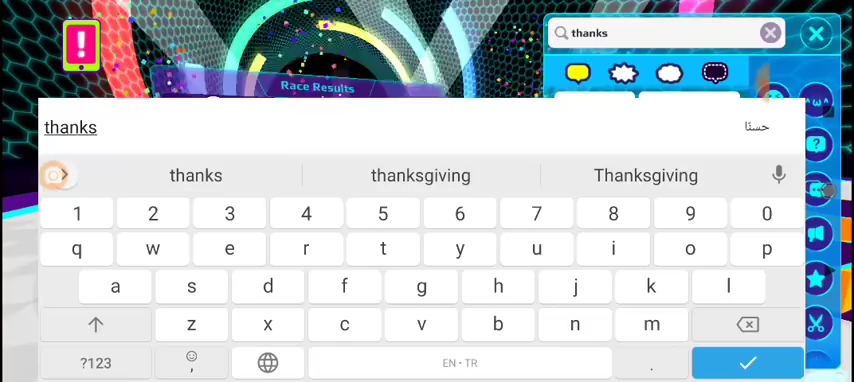 !
thanks
Race Results
thanks
حسنًا
thanks thanksgiving Thanksgiving
1 2 3 4 5 6 7 8 9 0
q w e r t y u i o p
a s d f g h j k l
z x c v b n m
?123 , EN • TR .